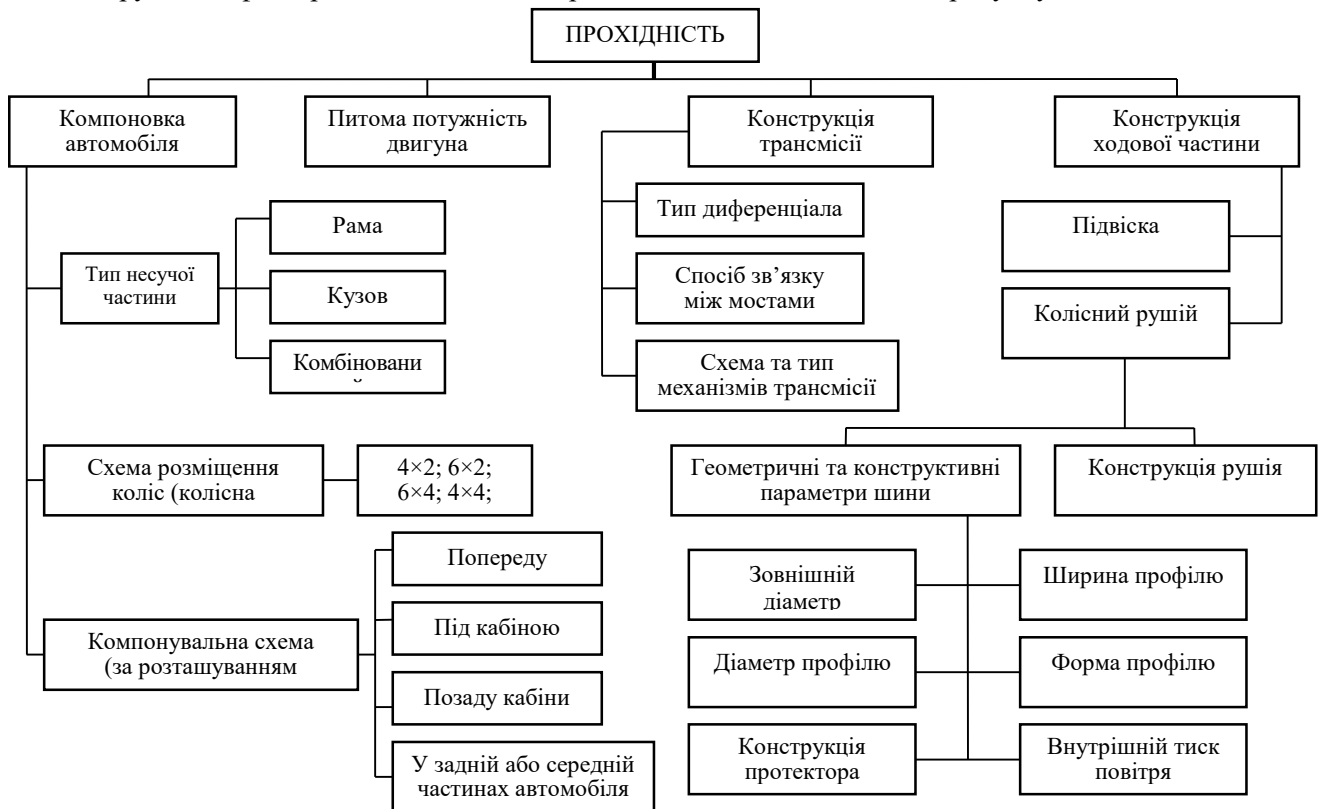 ПРОХІДНІСТЬ
Компоновка
автомобіля
Питома потужність
двигуна
Конструкція
трансмісії
Конструкція
ходової частини
Тип несучої
частини
Рама
Кузов
Комбіновани
й
Тип диференціала
Спосіб зв’язку
між мостами
Схема та тип
механізмів трансмісії
Підвіска
Колісний рушій
Схема розміщення
коліс (колісна
4×2; 6×2;
6×4; 4×4;
Геометричні та конструктивні
параметри шини
Конструкція рушія
Компонувальна схема
(за розташуванням
Попереду
Під кабіною
Позаду кабіни
У задній або середній
частинах автомобіля
Зовнішній
діаметр
Ширина профілю
Діаметр профілю
Форма профілю
Конструкція
протектора
Внутрішній тиск
повітря